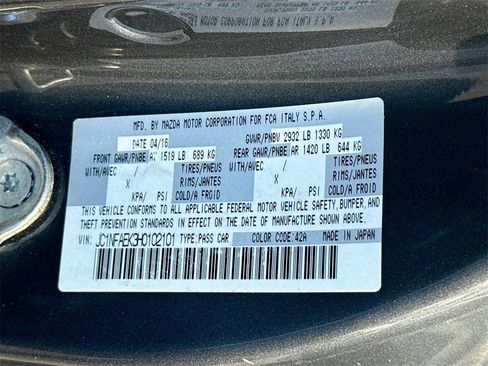 MFD. BY MAZDA MOTOR CORPORATION FOR FCA ITALY S.P.A.
DATE 04/16 GVWR/PNBV 2932 LB 1330 KG
FRONT GAWR/PNBE AV 1519 LB 689 KG REAR GAWR/PNBE AR 1420 LB 644 KG
WITH/AVEC / TIRES/PNEUS WITH/AVEC / TIRES/PNEUS
X RIMS/JANTES X RIMS/JANTES
KPA/ PSI COLD/A FROID KPA/ PSI COLD/A FROID
THIS VEHICLE CONFORMS TO ALL APPLICABLE FEDERAL MOTOR VEHICLE SAFETY, BUMPER, AND
THEFT PREVENTION STANDARDS IN EFFECT ON THE DATE OF MANUFACTURE SHOWN ABOVE.
VIN: JC1NFAEK3H0102101 TYPE: PASS CAR COLOR CODE: 42A MADE IN JAPAN